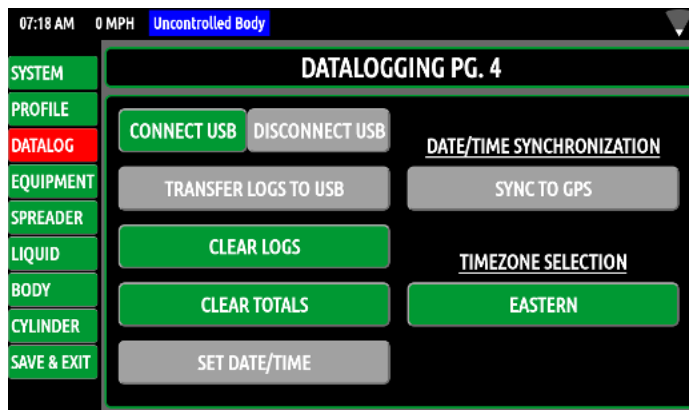 07:18 AM 0 MPH Uncontrolled Body
DATALOGGING PG. 4
SYSTEM
PROFILE
DATALOG
EQUIPMENT
SPREADER
LIQUID
BODY
CYLINDER
SAVE & EXIT
CONNECT USB DISCONNECT USB
TRANSFER LOGS TO USB
CLEAR LOGS
CLEAR TOTALS
SET DATE/TIME
DATE/TIME SYNCHRONIZATION
SYNC TO GPS
TIMEZONE SELECTION
EASTERN